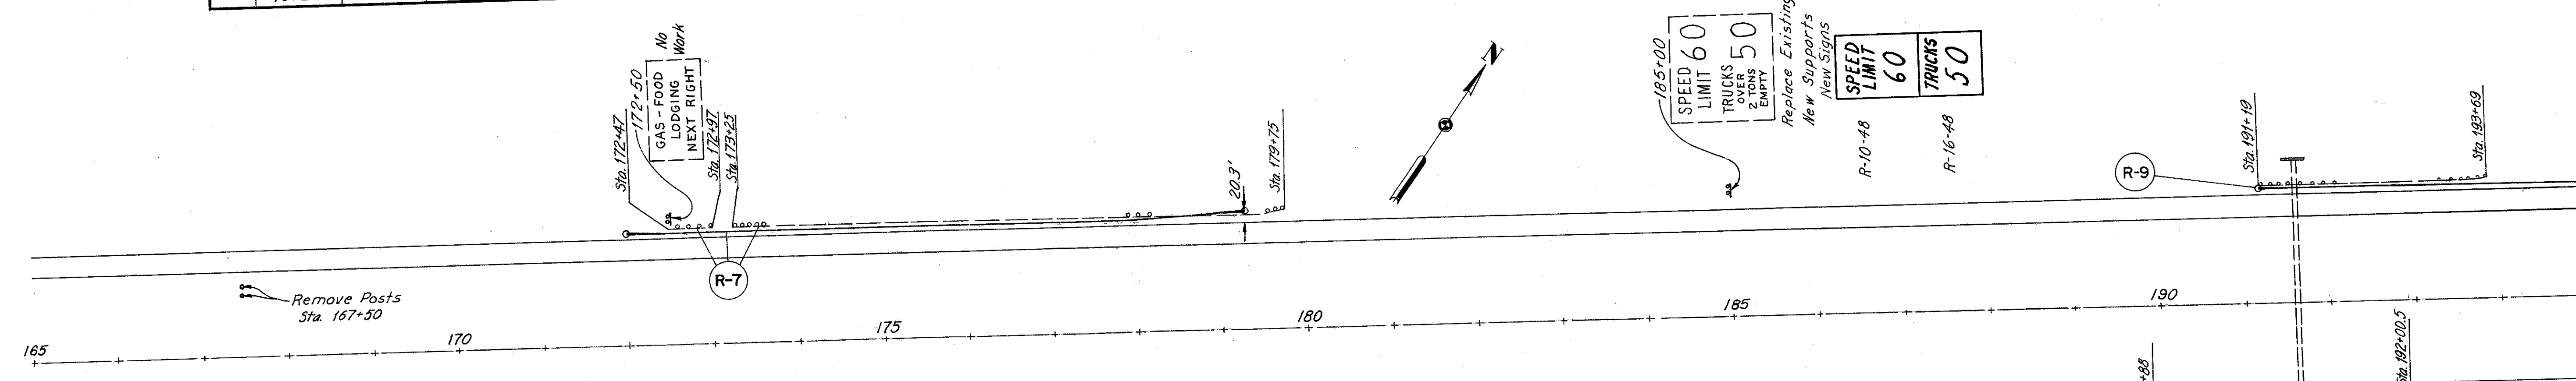 No
Work
172+50
GAS-FOOD
LODGING
NEXT RIGHT
Sta. 172+47
Sta. 172+97
Sta. 173+25
R-7
20.3'
Sta. 179+75
N
185+00
SPEED
LIMIT 60
TRUCKS
OVER
2 TONS
EMPTY
50
Replace Existing
New Supports
New Signs
SPEED
LIMIT
60
TRUCKS
50
R-10-48
R-16-48
R-9
Sta. 191+19
Sta. 193+69
Remove Posts
Sta. 167+50
165
170
175
180
185
190
+88
Sta. 192+00.5